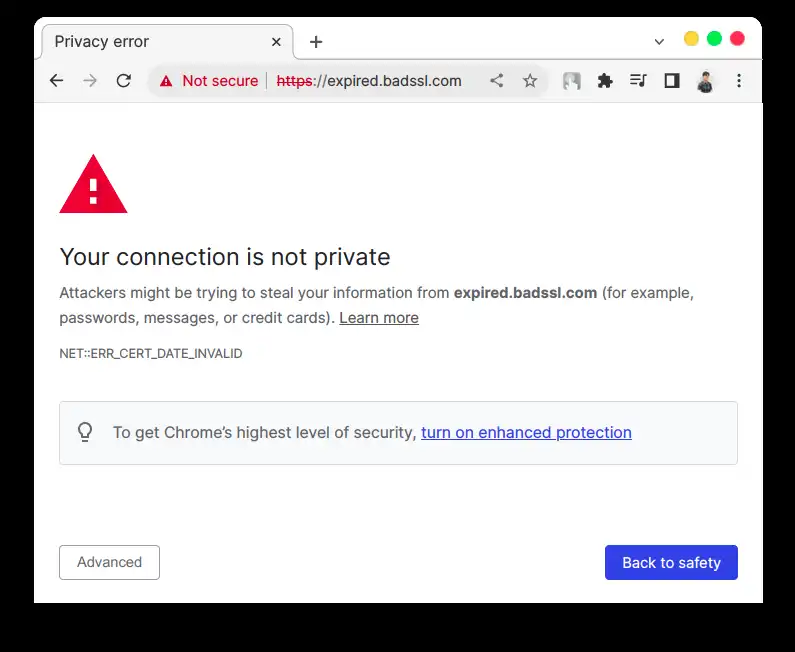 Privacy error
Not secure https://expired.badssl.com
Your connection is not private
Attackers might be trying to steal your information from expired.badssl.com (for example,
passwords, messages, or credit cards). Learn more
NET::ERR_CERT_DATE_INVALID
To get Chrome’s highest level of security, turn on enhanced protection
Advanced
Back to safety